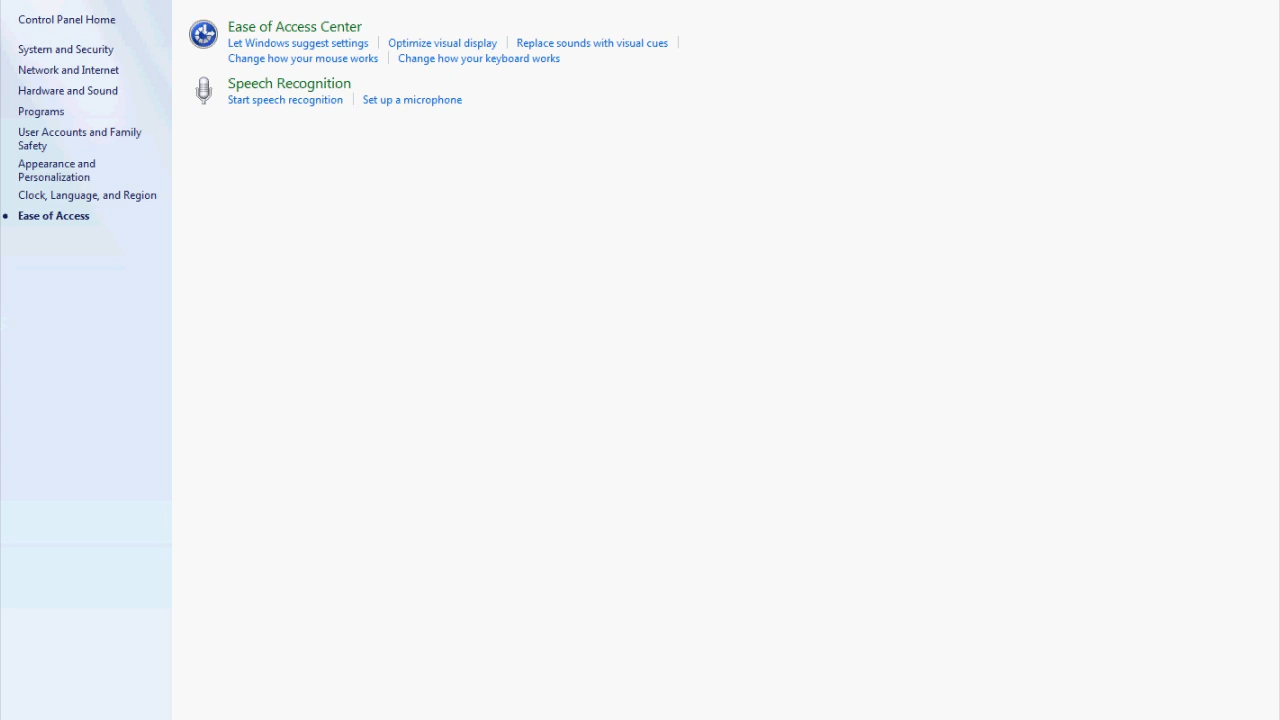 Control Panel Home
System and Security
Network and Internet
Hardware and Sound
Programs
User Accounts and Family
Safety
Appearance and
Personalization
Clock, Language, and Region
Ease of Access
Ease of Access Center
Let Windows suggest settings
Optimize visual display
Replace sounds with visual cues
Change how your mouse works
Change how your keyboard works
Speech Recognition
Start speech recognition
Set up a microphone